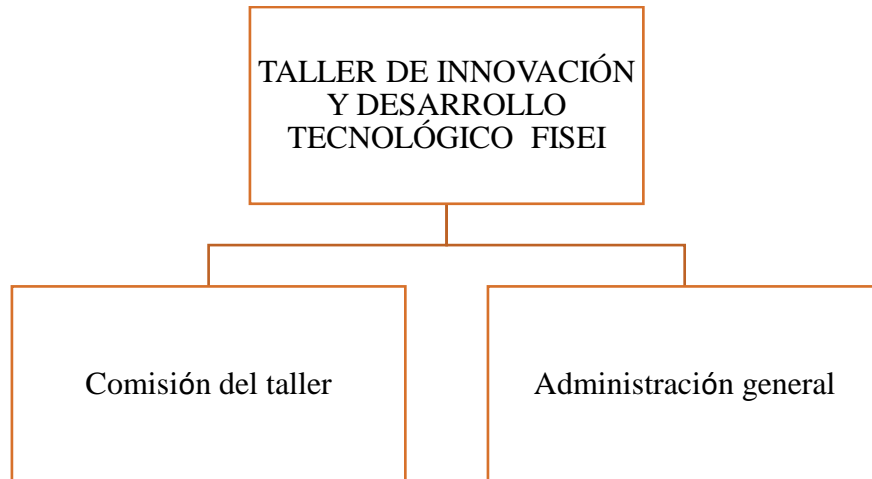 TALLER DE INNOVACIÓN
Y DESARROLLO
TECNOLÓGICO  FISEI
Comisión del taller
Administración general